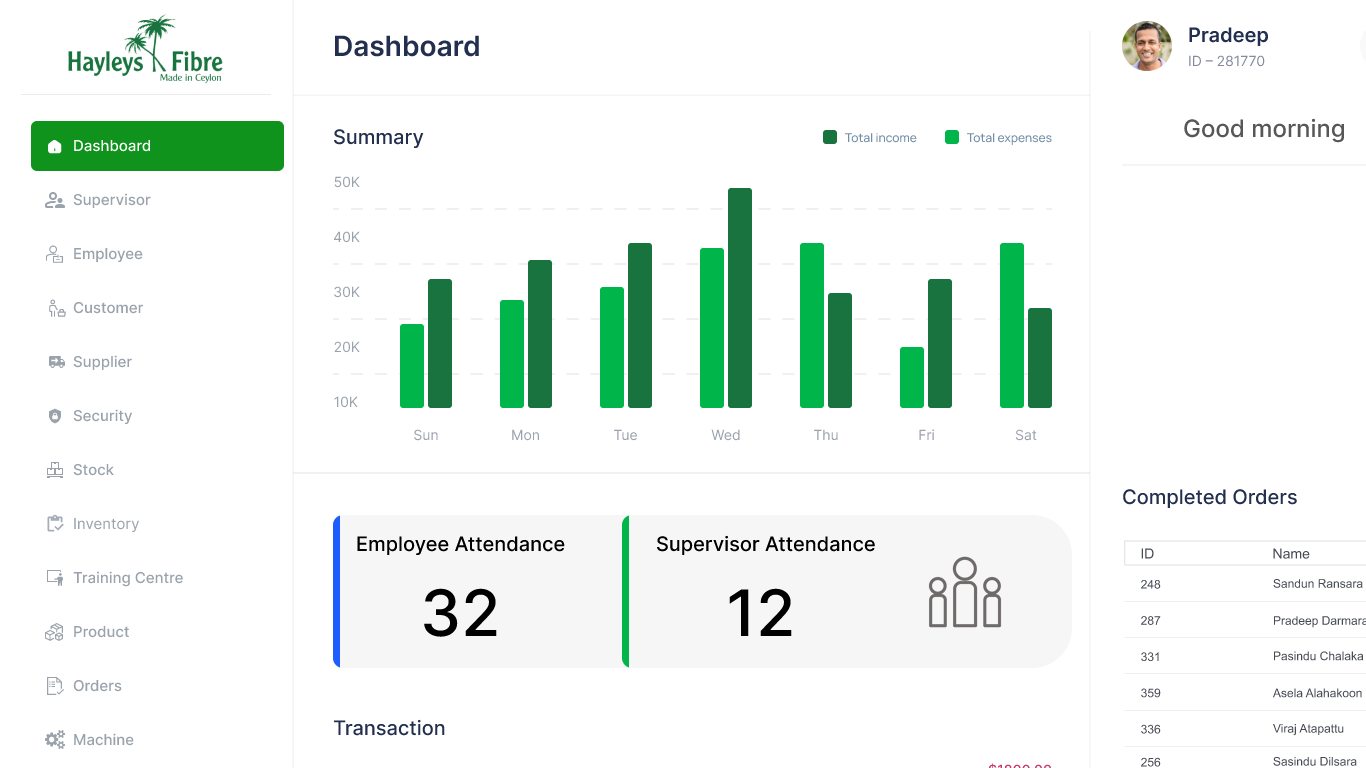 Hayleys Fibre
Made in Ceylon
Dashboard
Supervisor
Employee
Customer
Supplier
Security
Stock
Inventory
Training Centre
Product
Orders
Machine
Dashboard
Summary
Total income
Total expenses
50K
40K
30K
20K
10K
Sun Mon Tue Wed Thu Fri Sat
Employee Attendance
32
Supervisor Attendance
12
Transaction
Pradeep
ID – 281770
Good morning
Completed Orders
ID Name
248 Sandun Ransara
287 Pradeep Darmara
331 Pasindu Chalaka
359 Asela Alahakoon
336 Viraj Atapattu
256 Sasindu Dilsara